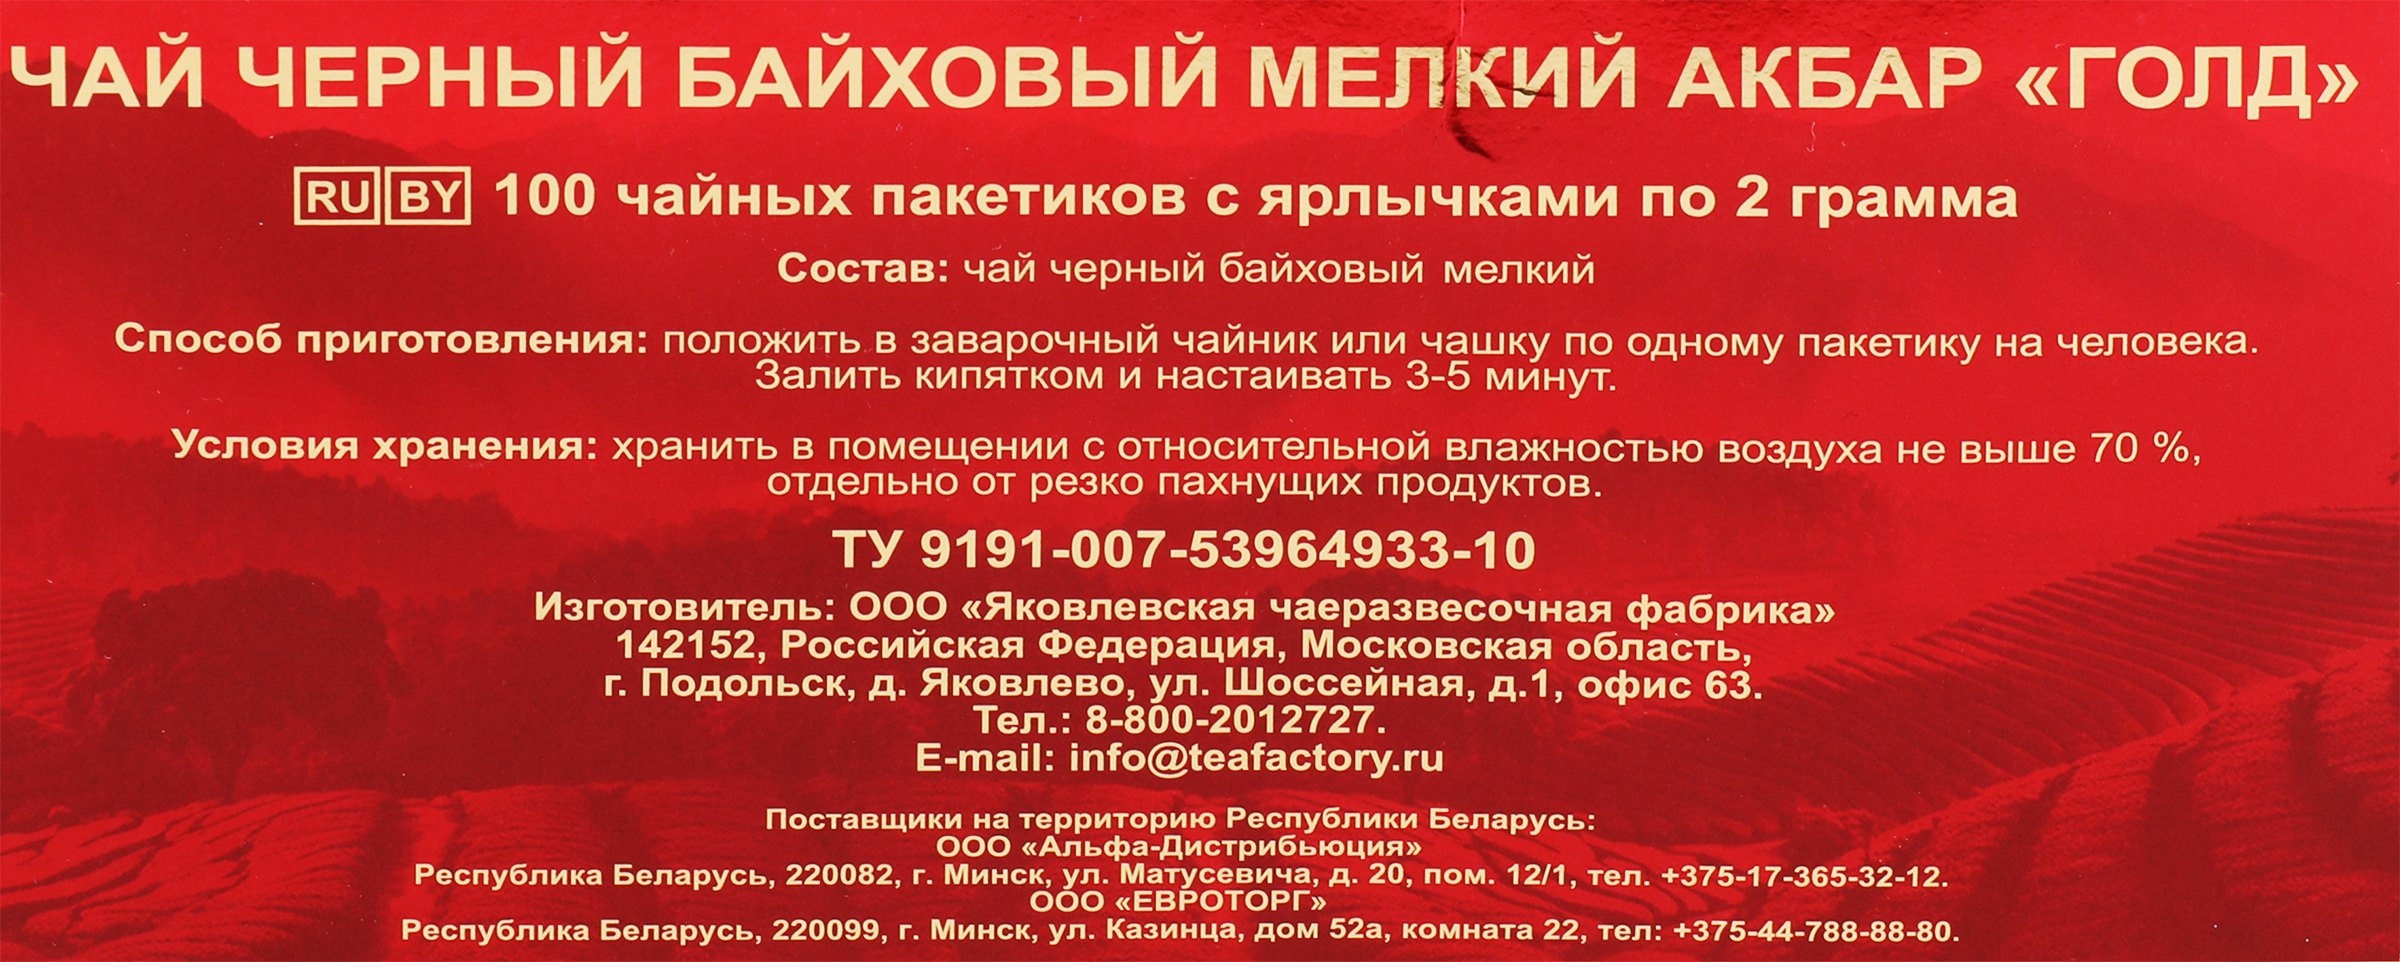 ЧАЙ ЧЕРНЫЙ БАЙХОВЫЙ МЕЛКИЙ АКБАР «ГОЛД»
RU BY 100 чайных пакетиков с ярлычками по 2 грамма
Состав: чай черный байховый мелкий
Способ приготовления: положить в заварочный чайник или чашку по одному пакетику на человека.
Залить кипятком и настаивать 3-5 минут.
Условия хранения: хранить в помещении с относительной влажностью воздуха не выше 70 %,
отдельно от резко пахнущих продуктов.
ТУ 9191-007-53964933-10
Изготовитель: ООО «Яковлевская чаеразвесочная фабрика»
142152, Российская Федерация, Московская область,
г. Подольск, д. Яковлево, ул. Шоссейная, д.1, офис 63.
Тел.: 8-800-2012727.
E-mail: info@teafactory.ru
Поставщики на территорию Республики Беларусь:
ООО «Альфа-Дистрибьюция»
Республика Беларусь, 220082, г. Минск, ул. Матусевича, д. 20, пом. 12/1, тел. +375-17-365-32-12.
ООО «ЕВРОТОРГ»
Республика Беларусь, 220099, г. Минск, ул. Казинца, дом 52а, комната 22, тел: +375-44-788-88-80.